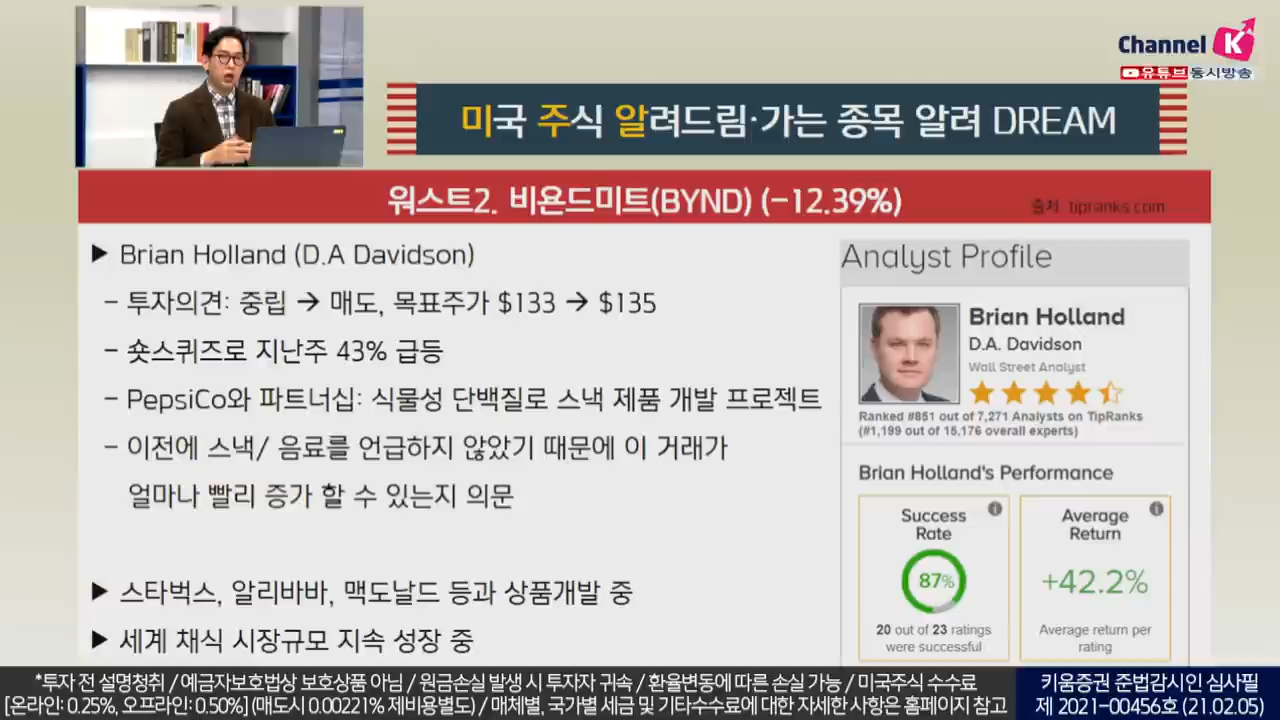 Channel K
유튜브 동시방송
미국 주식 알려드림·가는 종목 알려 DREAM
워스트2. 비욘드미트(BYND) (-12.39%)
출처 tipranks.com
▶ Brian Holland (D.A Davidson)
- 투자의견: 중립 → 매도, 목표주가 $133 → $135
- 숏스퀴즈로 지난주 43% 급등
- PepsiCo와 파트너십: 식물성 단백질로 스낵 제품 개발 프로젝트
- 이전에 스낵/ 음료를 언급하지 않았기 때문에 이 거래가
얼마나 빨리 증가 할 수 있는지 의문
▶ 스타벅스, 알리바바, 맥도날드 등과 상품개발 중
▶ 세계 채식 시장규모 지속 성장 중
Analyst Profile
Brian Holland
D.A. Davidson
Wall Street Analyst
Ranked #851 out of 7,271 Analysts on TipRanks
(#1,199 out of 15,176 overall experts)
Brian Holland's Performance
Success
Rate
87%
20 out of 23 ratings
were successful
Average
Return
+42.2%
Average return per
rating
*투자 전 설명청취 / 예금자보호법상 보호상품 아님 / 원금손실 발생 시 투자자 귀속 / 환율변동에 따른 손실 가능 / 미국주식 수수료
[온라인: 0.25%, 오프라인: 0.50%] (매도시 0.00221% 제비용별도) / 매체별, 국가별 세금 및 기타수수료에 대한 자세한 사항은 홈페이지 참고
키움증권 준법감시인 심사필
제 2021-00456호 (21.02.05)